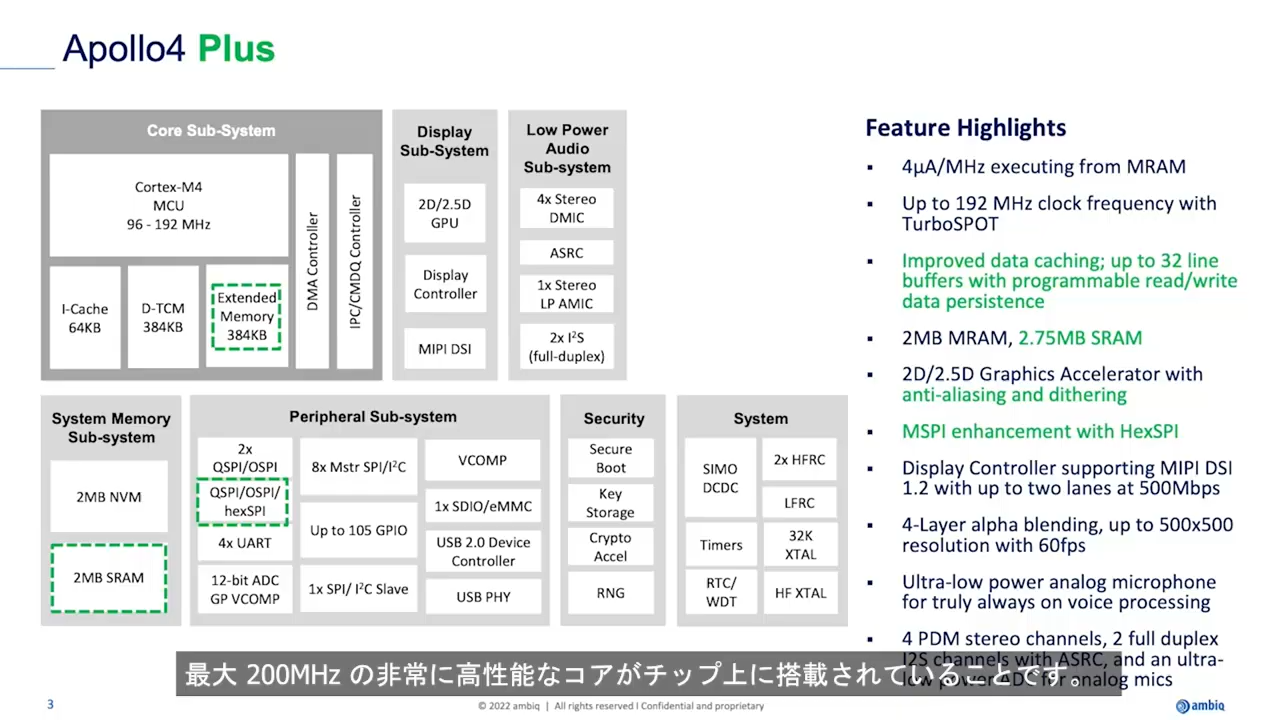 Apollo4 Plus
Core Sub-System
Cortex-M4
MCU
96 - 192 MHz
I-Cache
64KB
D-TCM
384KB
Extended
Memory
384KB
DMA Controller
IPC/CMDQ Controller
Display
Sub-System
2D/2.5D
GPU
Display
Controller
MIPI DSI
Low Power
Audio
Sub-system
4x Stereo
DMIC
ASRC
1x Stereo
LP AMIC
2x I²S
(full-duplex)
System Memory
Sub-system
2MB NVM
2MB SRAM
Peripheral Sub-system
2x
QSPI/OSPI
QSPI/OSPI/
hexSPI
4x UART
12-bit ADC
GP VCOMP
8x Mstr SPI/I²C
Up to 105 GPIO
1x SPI/ I²C Slave
VCOMP
1x SDIO/eMMC
USB 2.0 Device
Controller
USB PHY
Security
Secure
Boot
Key
Storage
Crypto
Accel
RNG
System
SIMO
DCDC
Timers
RTC/
WDT
2x HFRC
LFRC
32K
XTAL
HF XTAL
Feature Highlights
▪ 4µA/MHz executing from MRAM
▪ Up to 192 MHz clock frequency with
TurboSPOT
▪ Improved data caching; up to 32 line
buffers with programmable read/write
data persistence
▪ 2MB MRAM, 2.75MB SRAM
▪ 2D/2.5D Graphics Accelerator with
anti-aliasing and dithering
▪ MSPI enhancement with HexSPI
▪ Display Controller supporting MIPI DSI
1.2 with up to two lanes at 500Mbps
▪ 4-Layer alpha blending, up to 500x500
resolution with 60fps
▪ Ultra-low power analog microphone
for truly always on voice processing
▪ 4 PDM stereo channels, 2 full duplex
I2S channels with ASRC, and an ultra-
low power ADC for analog mics
最大 200MHz の非常に高性能なコアがチップ上に搭載されていることです。
3
© 2022 ambiq | All rights reserved I Confidential and proprietary
ambiq